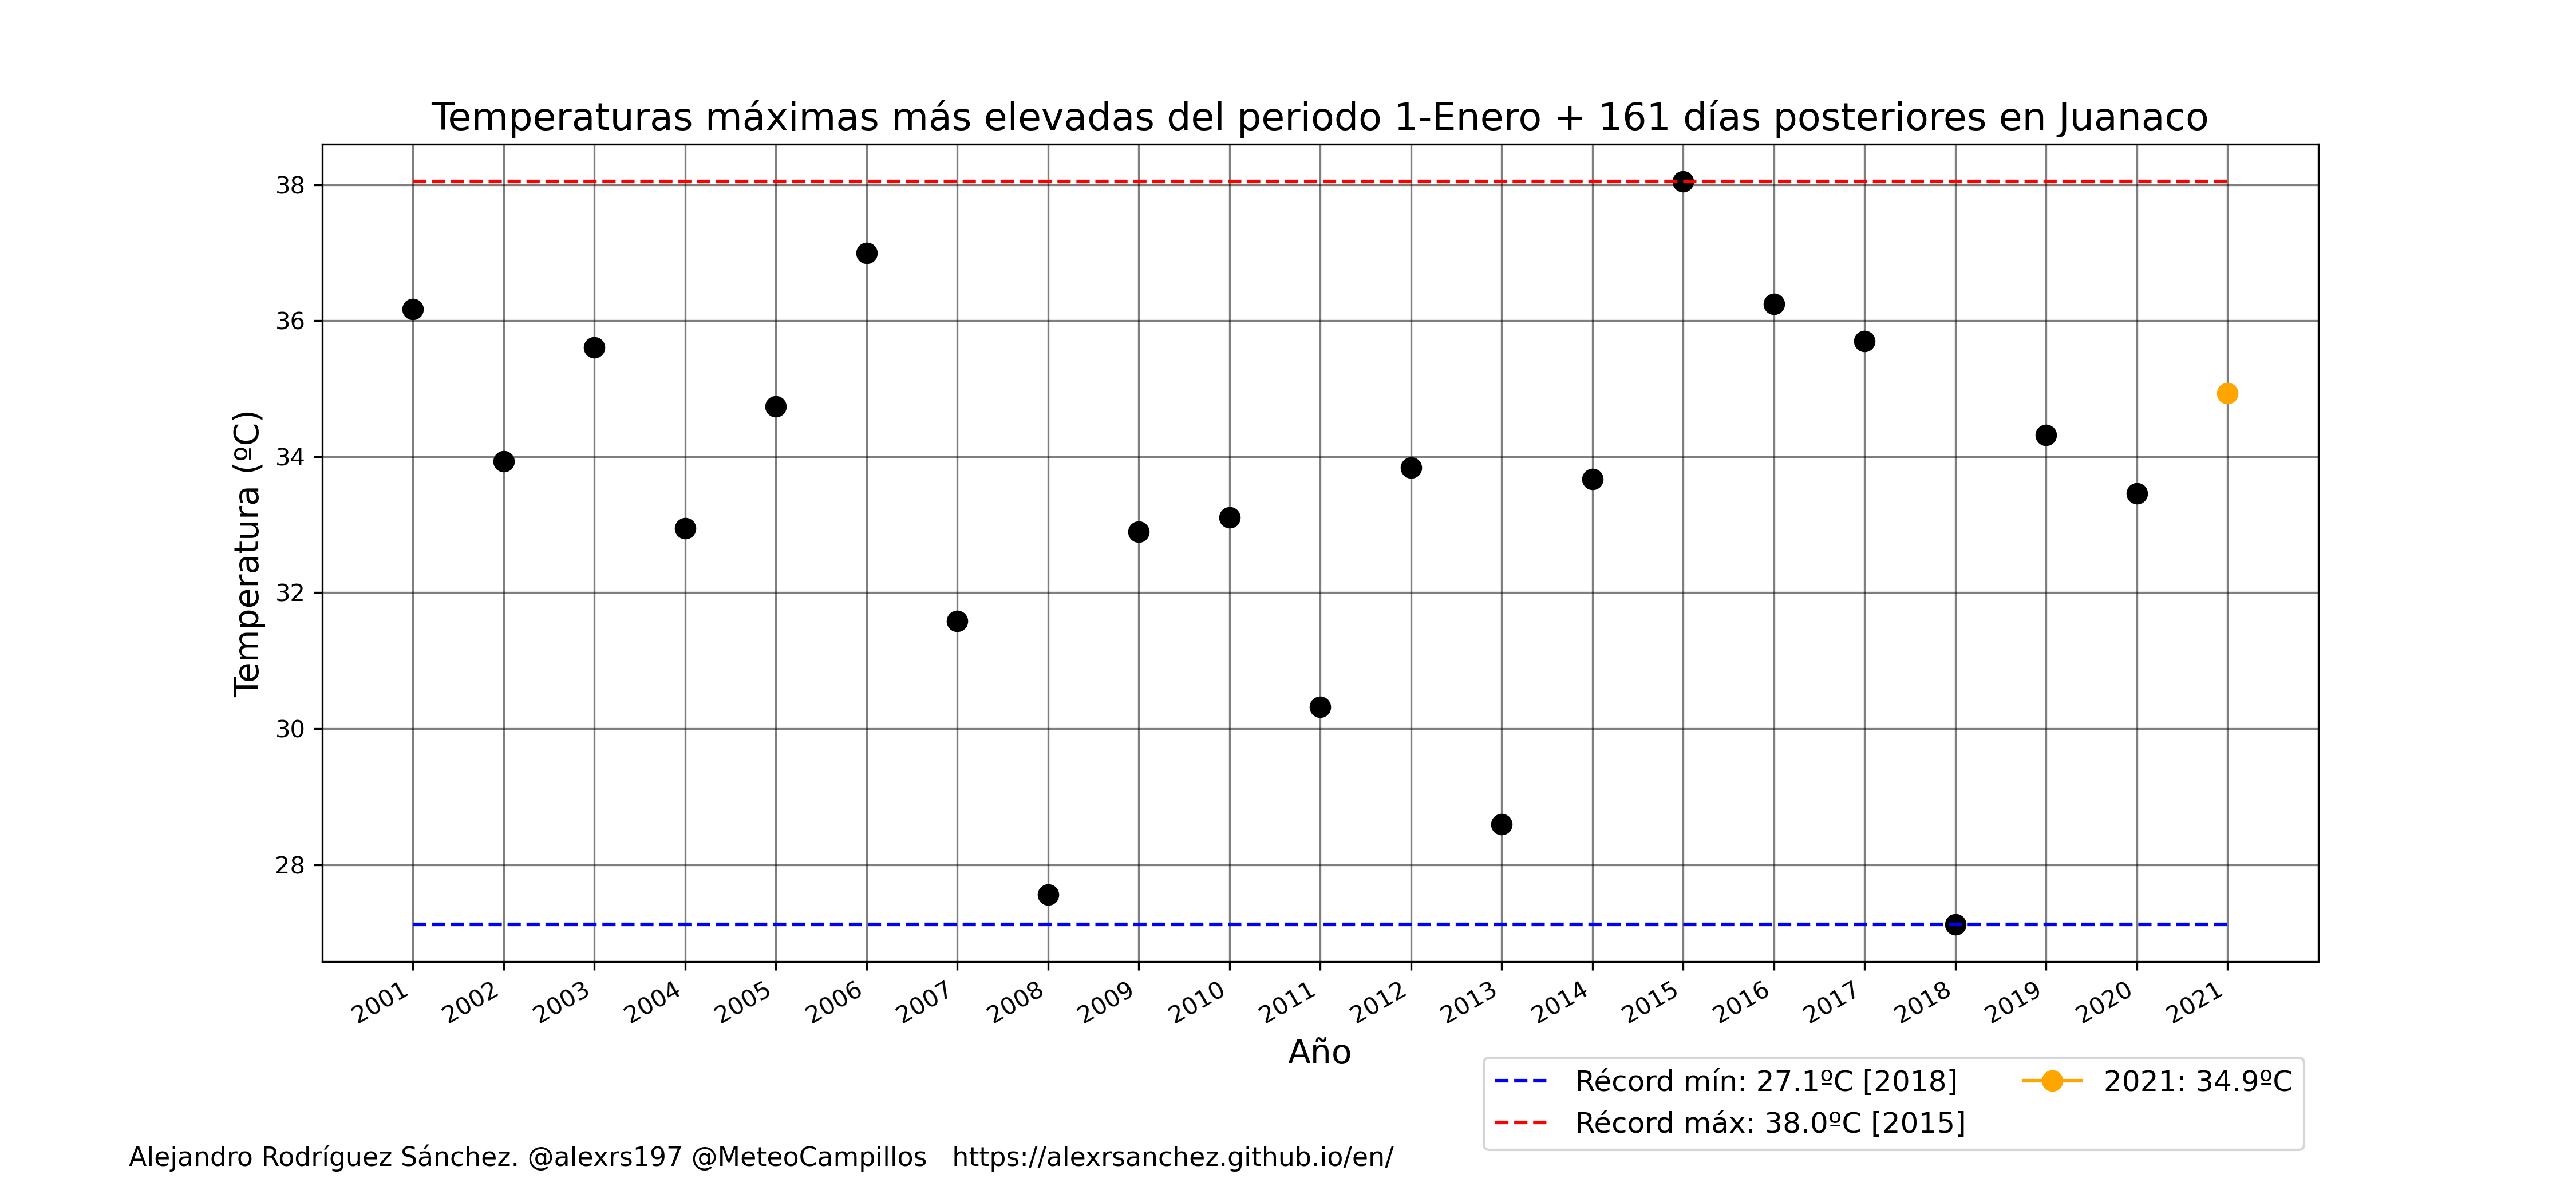 Temperaturas máximas más elevadas del periodo 1-Enero + 161 días posteriores en Juanaco
Temperatura (ºC)
38
36
34
32
30
28
2001 2002 2003 2004 2005 2006 2007 2008 2009 2010 2011 2012 2013 2014 2015 2016 2017 2018 2019 2020 2021
Año
Récord mín: 27.1ºC [2018]
Récord máx: 38.0ºC [2015]
2021: 34.9ºC
Alejandro Rodríguez Sánchez. @alexrs197 @MeteoCampillos https://alexrsanchez.github.io/en/